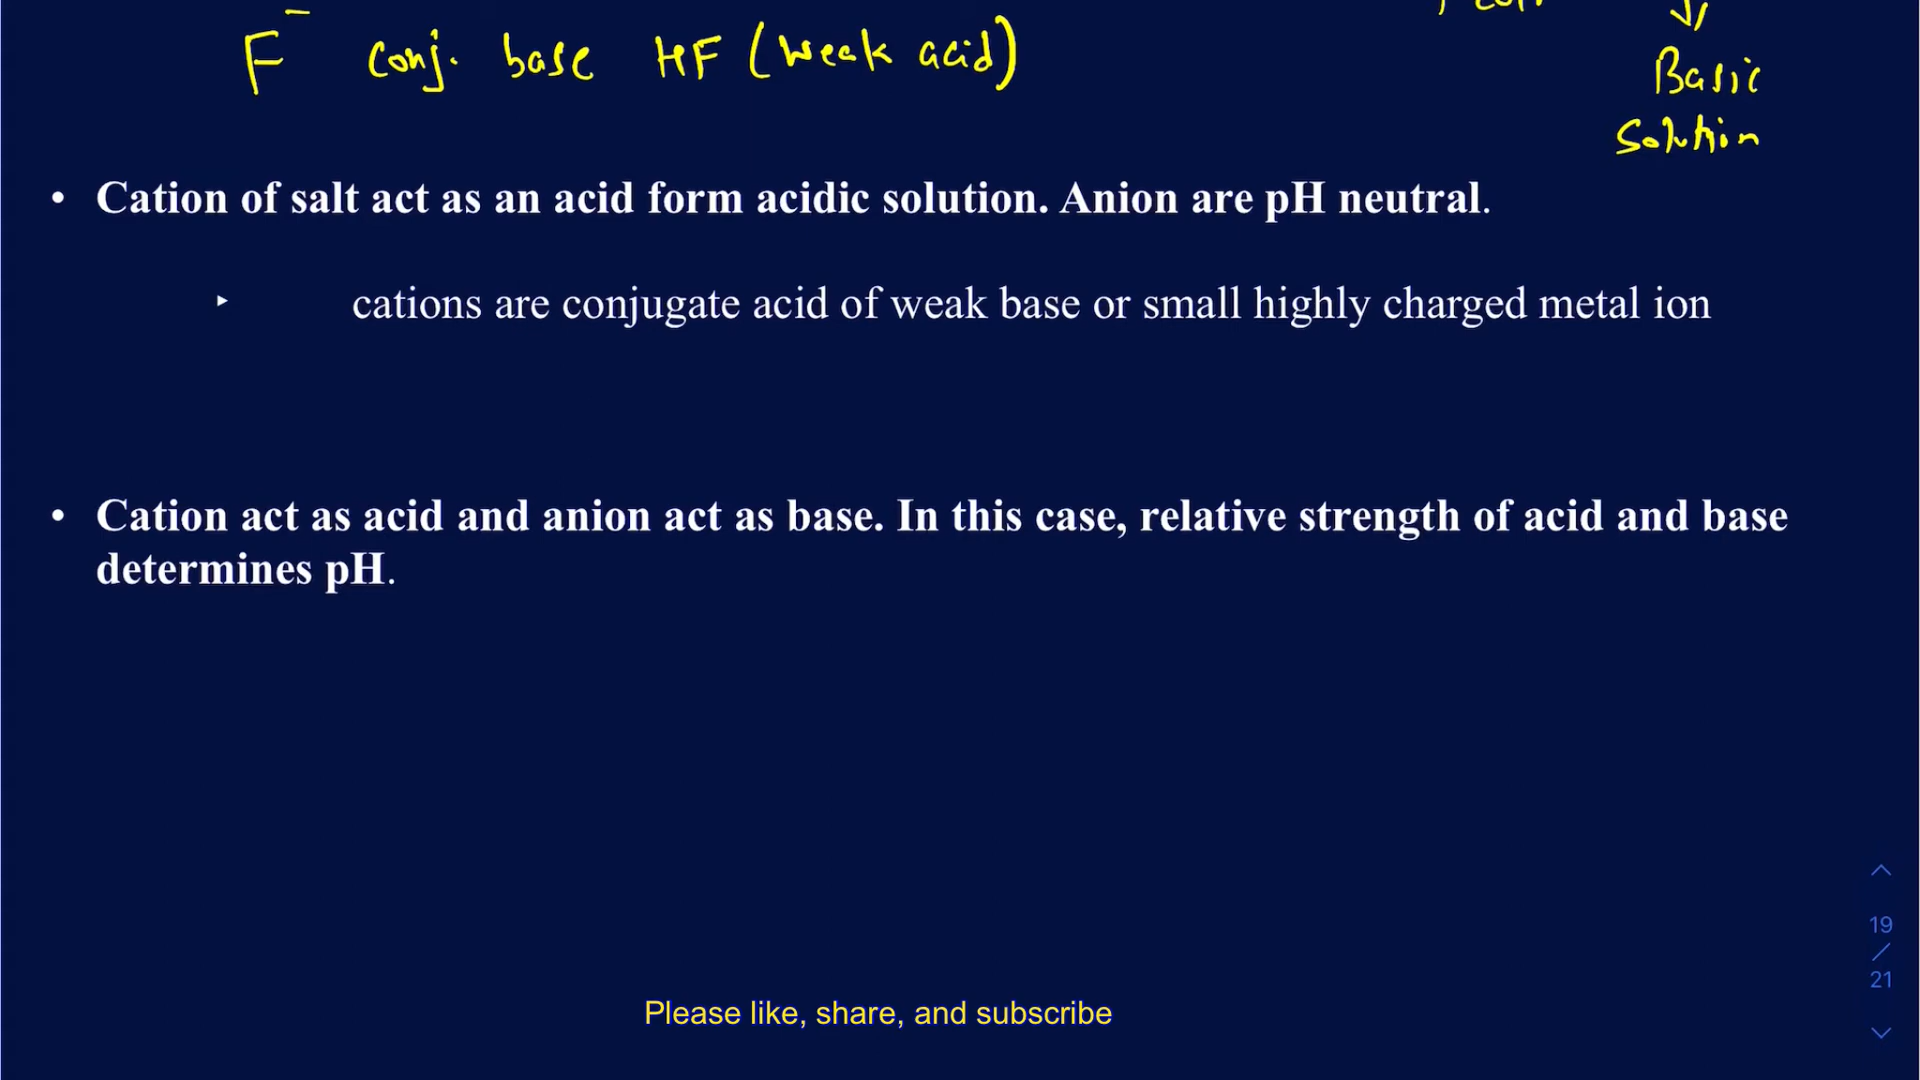 F⁻ conj. base HF (weak acid)
Basic
Solution
• Cation of salt act as an acid form acidic solution. Anion are pH neutral.
‣ cations are conjugate acid of weak base or small highly charged metal ion
• Cation act as acid and anion act as base. In this case, relative strength of acid and base
determines pH.
19
/
21
Please like, share, and subscribe